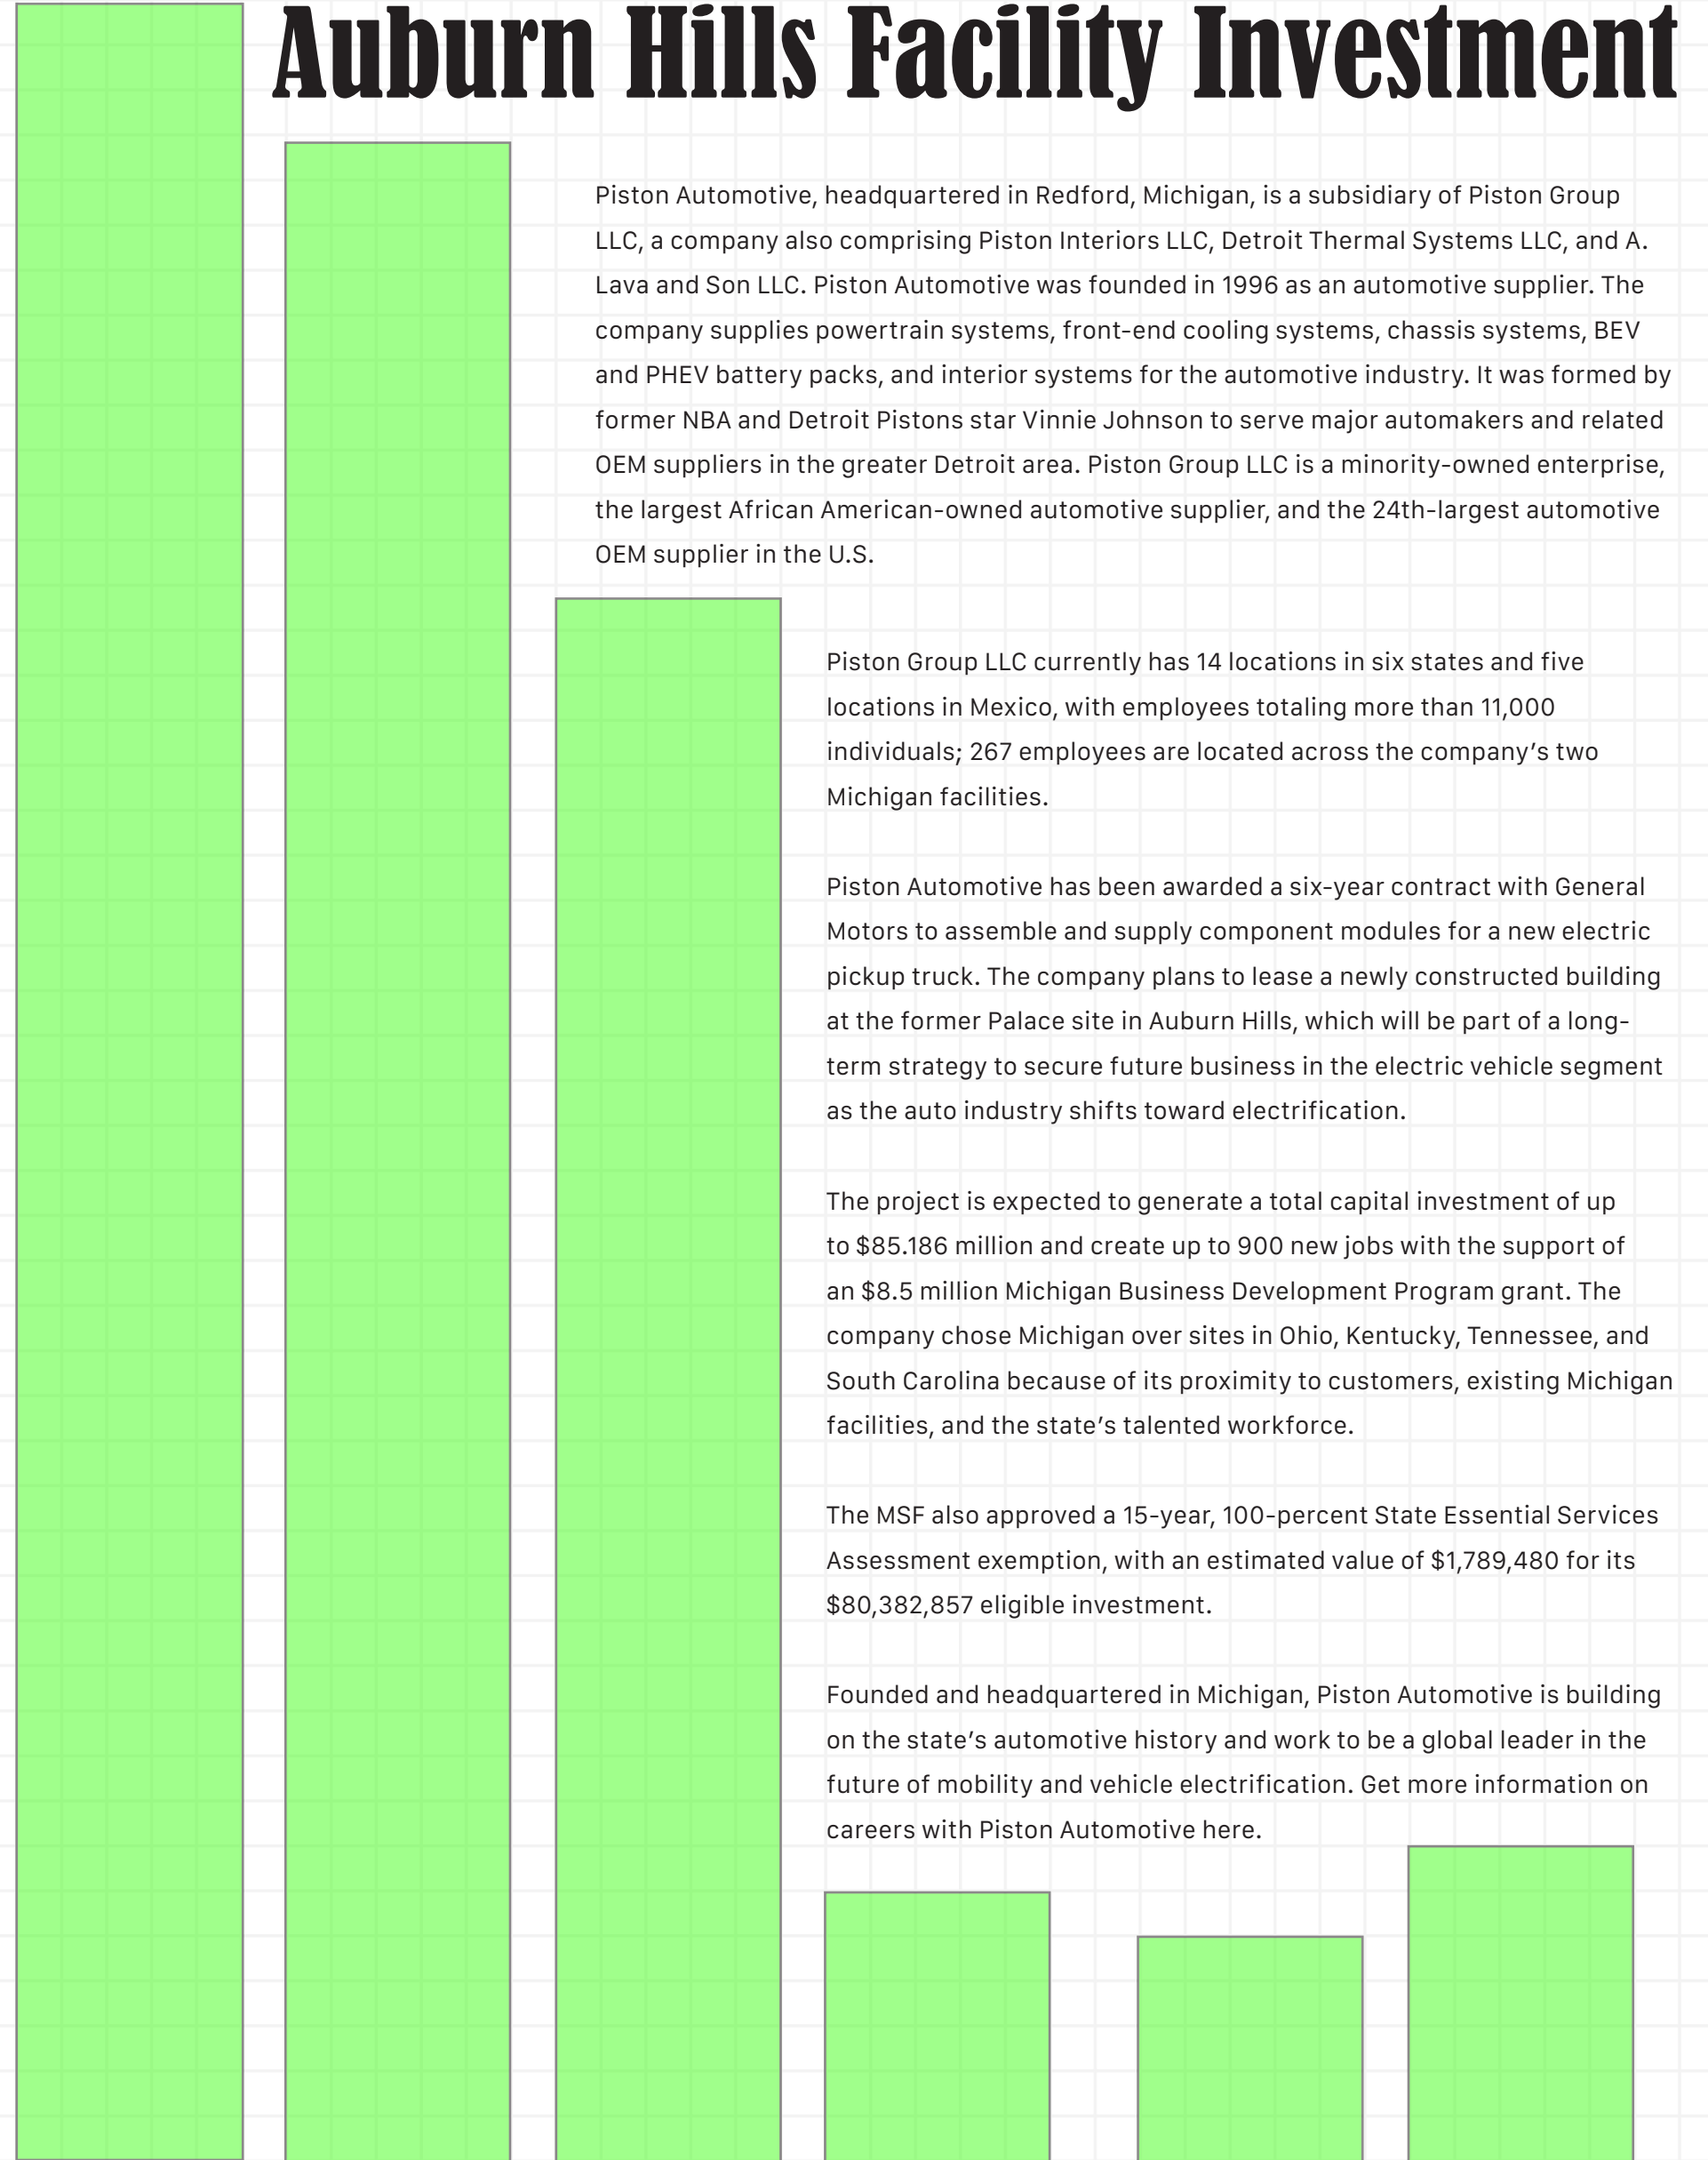 Auburn Hills Facility Investment
Piston Automotive, headquartered in Redford, Michigan, is a subsidiary of Piston Group
LLC, a company also comprising Piston Interiors LLC, Detroit Thermal Systems LLC, and A.
Lava and Son LLC. Piston Automotive was founded in 1996 as an automotive supplier. The
company supplies powertrain systems, front-end cooling systems, chassis systems, BEV
and PHEV battery packs, and interior systems for the automotive industry. It was formed by
former NBA and Detroit Pistons star Vinnie Johnson to serve major automakers and related
OEM suppliers in the greater Detroit area. Piston Group LLC is a minority-owned enterprise,
the largest African American-owned automotive supplier, and the 24th-largest automotive
OEM supplier in the U.S.
Piston Group LLC currently has 14 locations in six states and five
locations in Mexico, with employees totaling more than 11,000
individuals; 267 employees are located across the company’s two
Michigan facilities.
Piston Automotive has been awarded a six-year contract with General
Motors to assemble and supply component modules for a new electric
pickup truck. The company plans to lease a newly constructed building
at the former Palace site in Auburn Hills, which will be part of a long-
term strategy to secure future business in the electric vehicle segment
as the auto industry shifts toward electrification.
The project is expected to generate a total capital investment of up
to $85.186 million and create up to 900 new jobs with the support of
an $8.5 million Michigan Business Development Program grant. The
company chose Michigan over sites in Ohio, Kentucky, Tennessee, and
South Carolina because of its proximity to customers, existing Michigan
facilities, and the state’s talented workforce.
The MSF also approved a 15-year, 100-percent State Essential Services
Assessment exemption, with an estimated value of $1,789,480 for its
$80,382,857 eligible investment.
Founded and headquartered in Michigan, Piston Automotive is building
on the state’s automotive history and work to be a global leader in the
future of mobility and vehicle electrification. Get more information on
careers with Piston Automotive here.